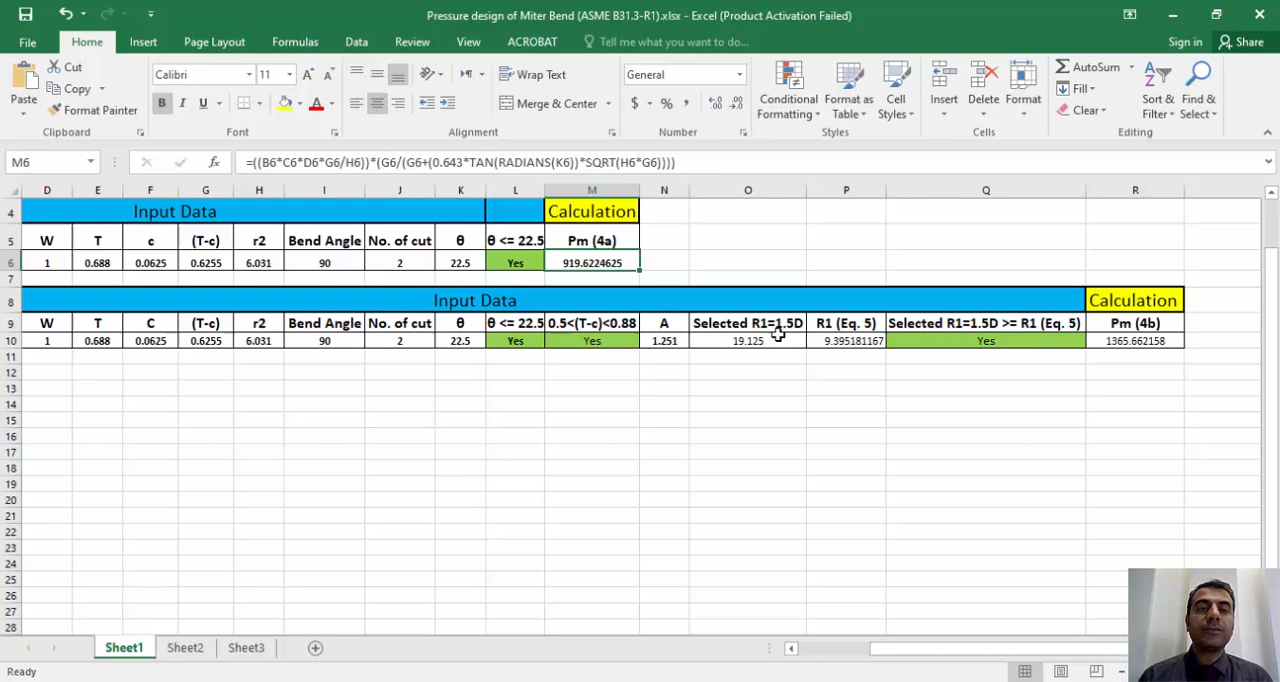 Pressure design of Miter Bend (ASME B31.3-R1).xlsx - Excel (Product Activation Failed)
File Home Insert Page Layout Formulas Data Review View ACROBAT Tell me what you want to do... Sign in Share
Paste Cut Copy Format Painter Clipboard
Calibri 11 B I U A Font
Wrap Text Merge & Center Alignment
General $ % , Number
Conditional Formatting Format as Table Cell Styles Styles
Insert Delete Format Cells
AutoSum Fill Clear Sort & Filter Find & Select Editing
M6 fx =((B6*C6*D6*G6/H6))*(G6/(G6+(0.643*TAN(RADIANS(K6))*SQRT(H6*G6))))
D E F G H I J K L M N O P Q R
4 Input Data Calculation
5 W T c (T-c) r2 Bend Angle No. of cut θ θ <= 22.5 Pm (4a)
6 1 0.688 0.0625 0.6255 6.031 90 2 22.5 Yes 919.6224625
7
8 Input Data Calculation
9 W T C (T-c) r2 Bend Angle No. of cut θ θ <= 22.5 0.5<(T-c)<0.88 A Selected R1=1.5D R1 (Eq. 5) Selected R1=1.5D >= R1 (Eq. 5) Pm (4b)
10 1 0.688 0.0625 0.6255 6.031 90 2 22.5 Yes Yes 1.251 19.125 9.395181167 Yes 1365.662158
11
12
13
14
15
16
17
18
19
20
21
22
23
24
25
26
27
28
Sheet1 Sheet2 Sheet3
Ready